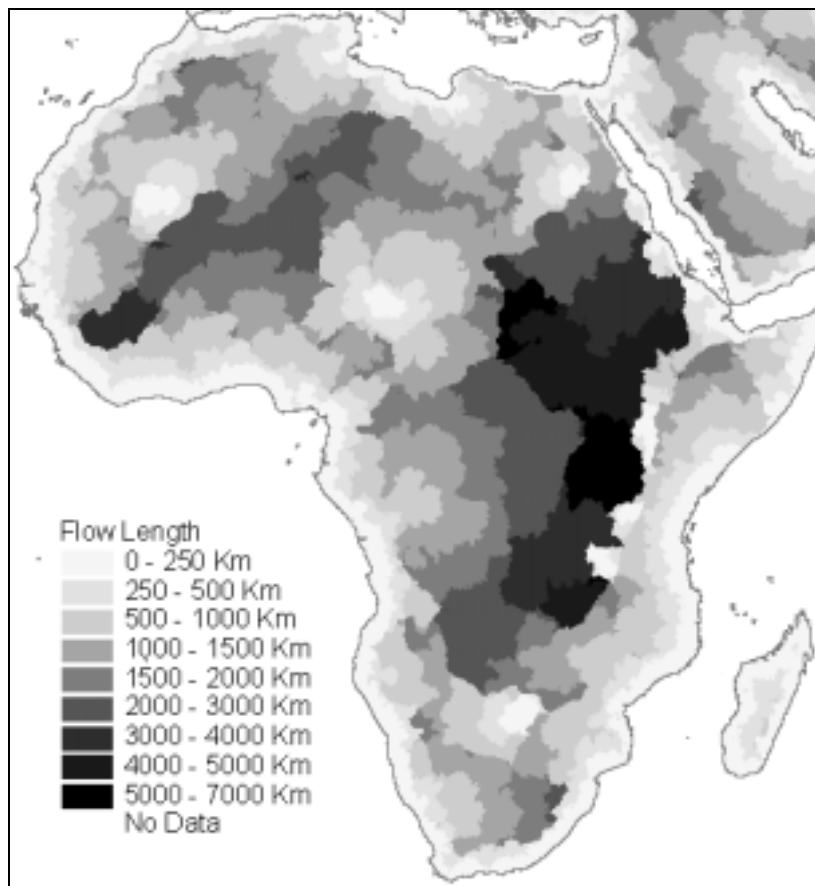 Flow Length
0 - 250 Km
250 - 500 Km
500 - 1000 Km
1000 - 1500 Km
1500 - 2000 Km
2000 - 3000 Km
3000 - 4000 Km
4000 - 5000 Km
5000 - 7000 Km
No Data